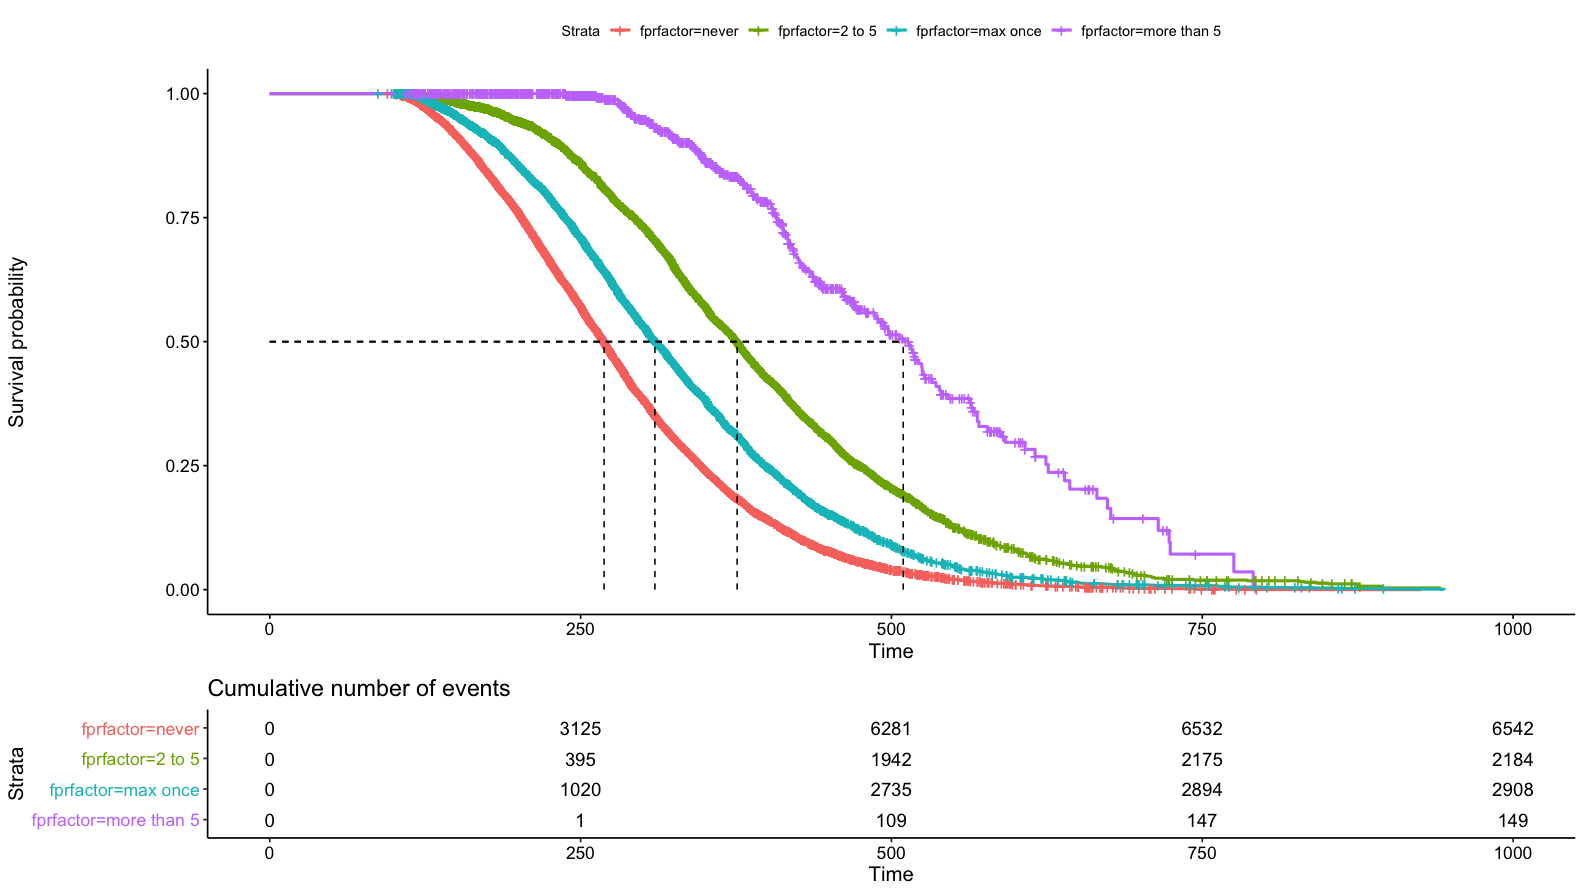 Strata fprfactor=never fprfactor=2 to 5 fprfactor=max once fprfactor=more than 5
Survival probability
1.00
0.75
0.50
0.25
0.00
0 250 500 750 1000
Time
Cumulative number of events
Strata
fprfactor=never 0 3125 6281 6532 6542
fprfactor=2 to 5 0 395 1942 2175 2184
fprfactor=max once 0 1020 2735 2894 2908
fprfactor=more than 5 0 1 109 147 149
0 250 500 750 1000
Time